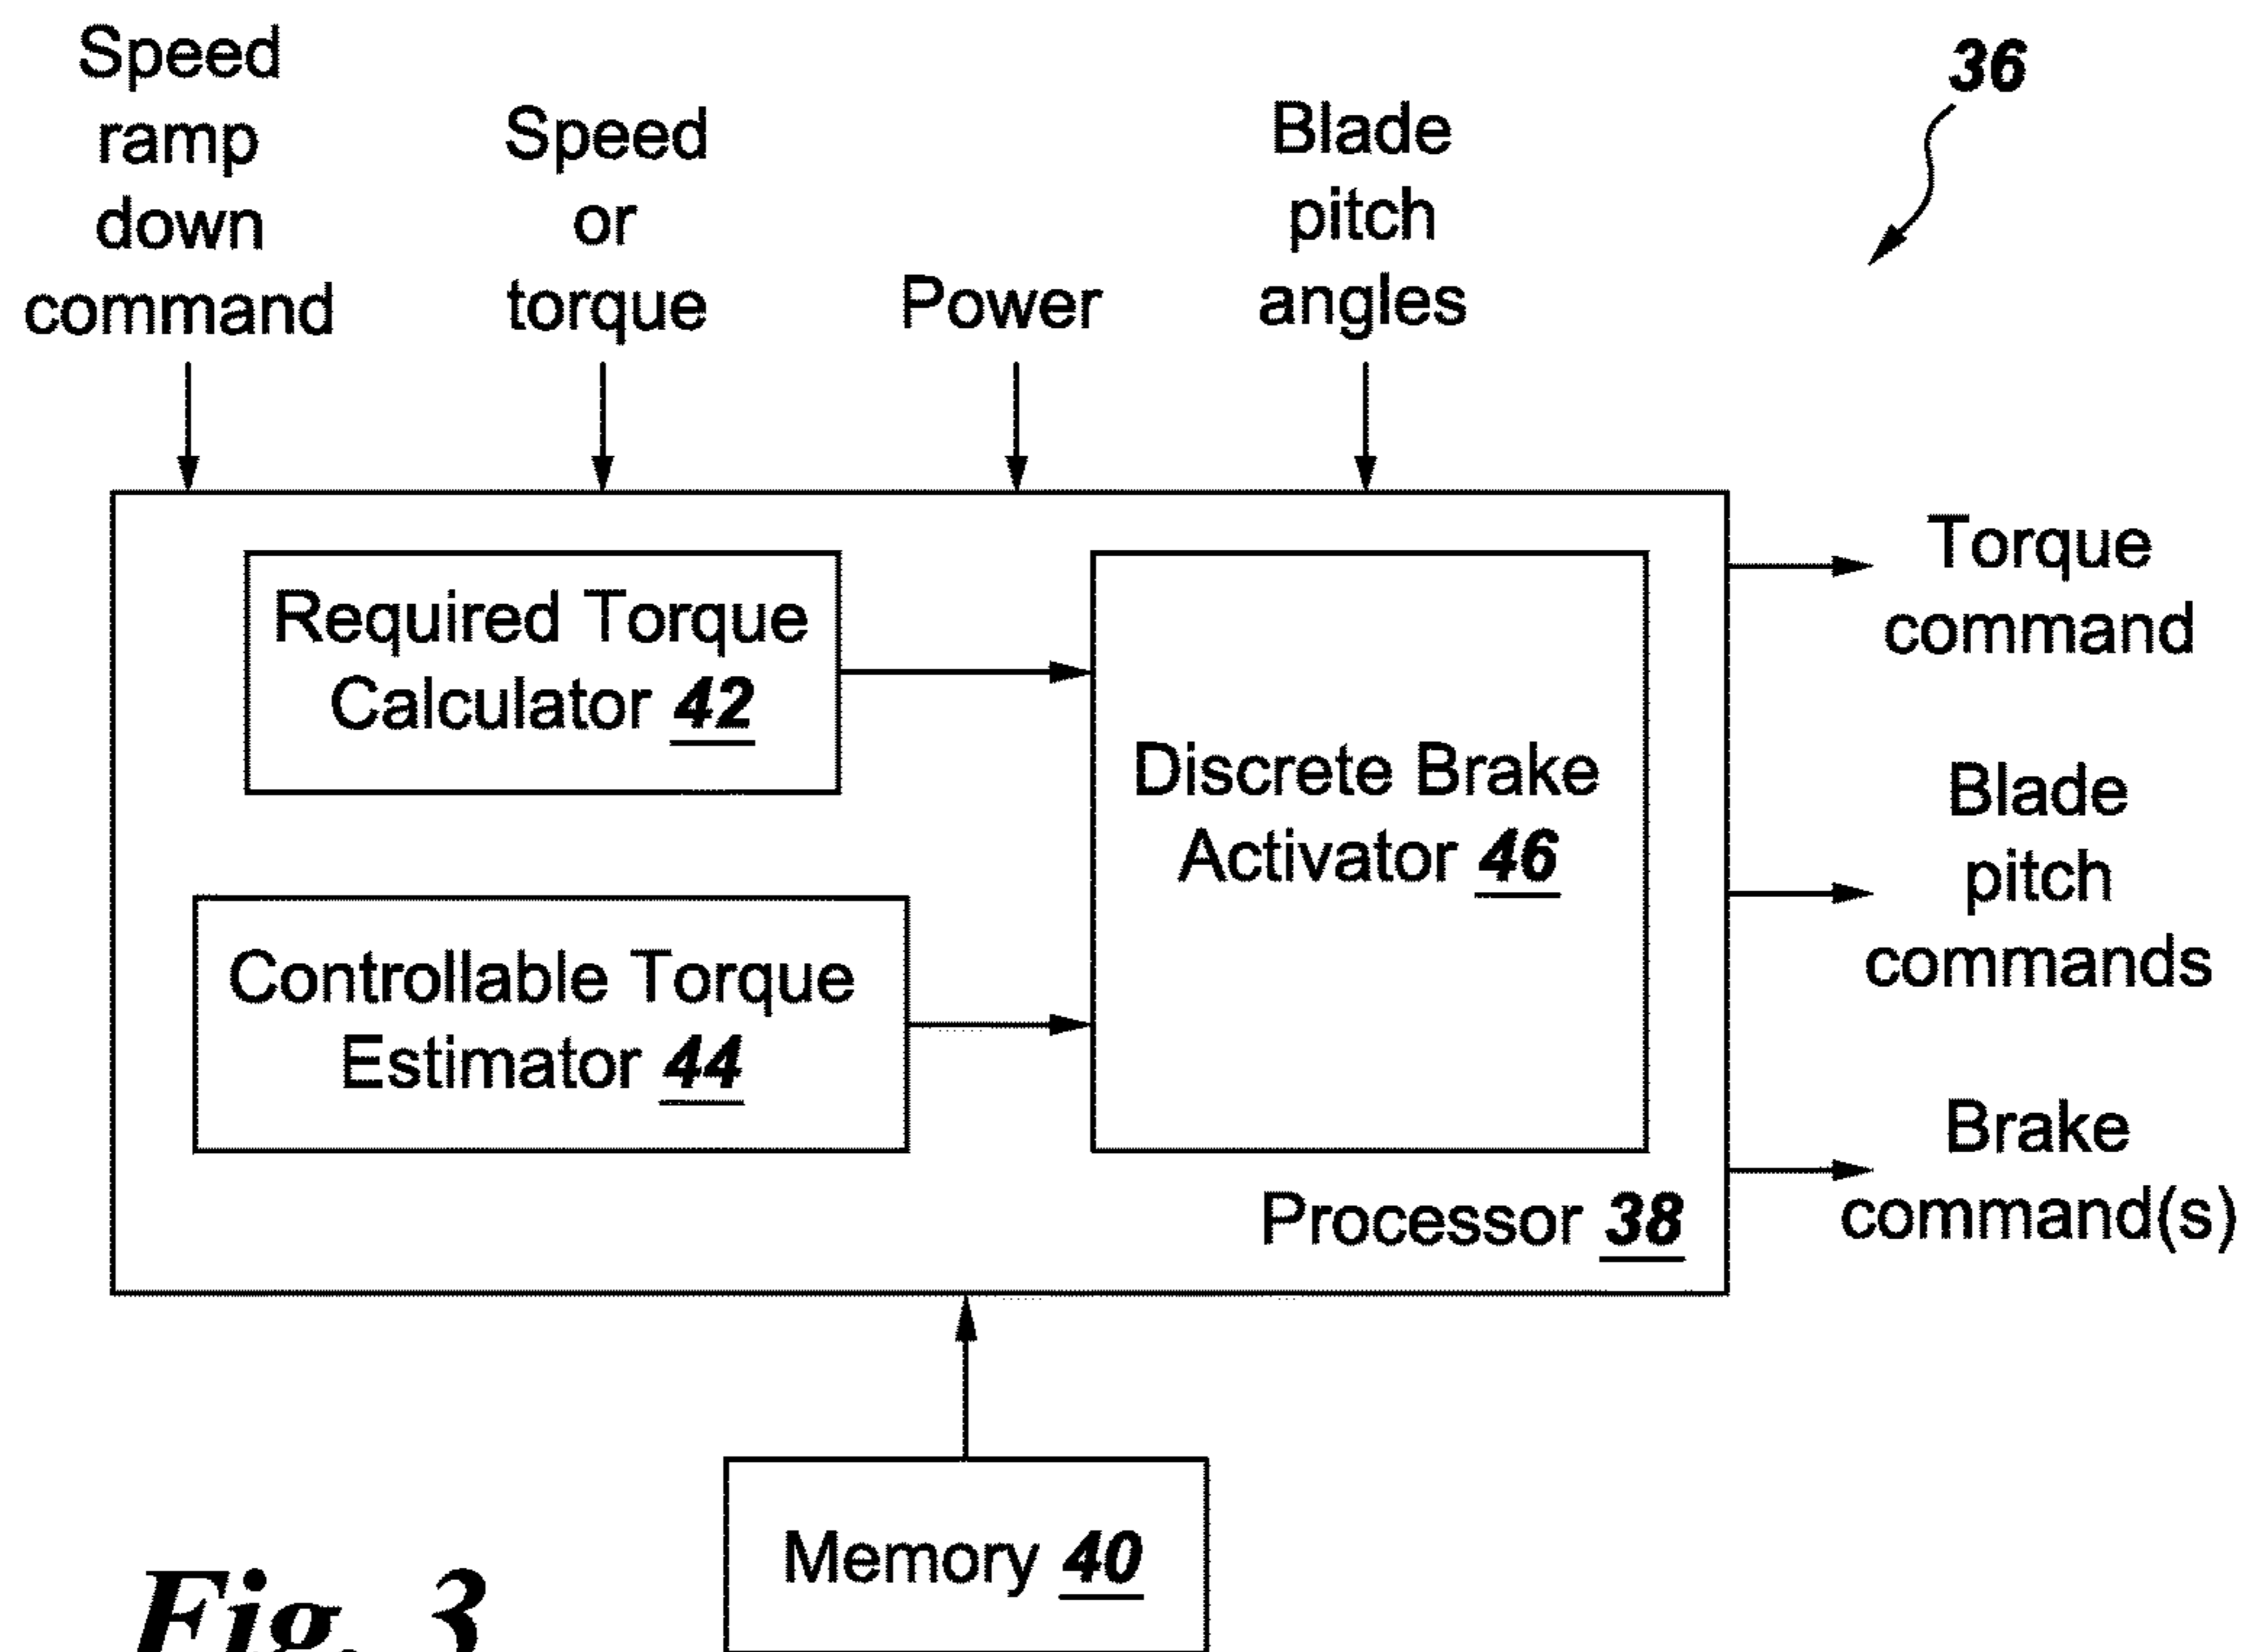 Speed
ramp
down
command
Speed
or
torque
Power
Blade
pitch
angles
36
Required Torque
Calculator 42
Controllable Torque
Estimator 44
Discrete Brake
Activator 46
Processor 38
Torque
command
Blade
pitch
commands
Brake
command(s)
Memory 40
Fig. 3